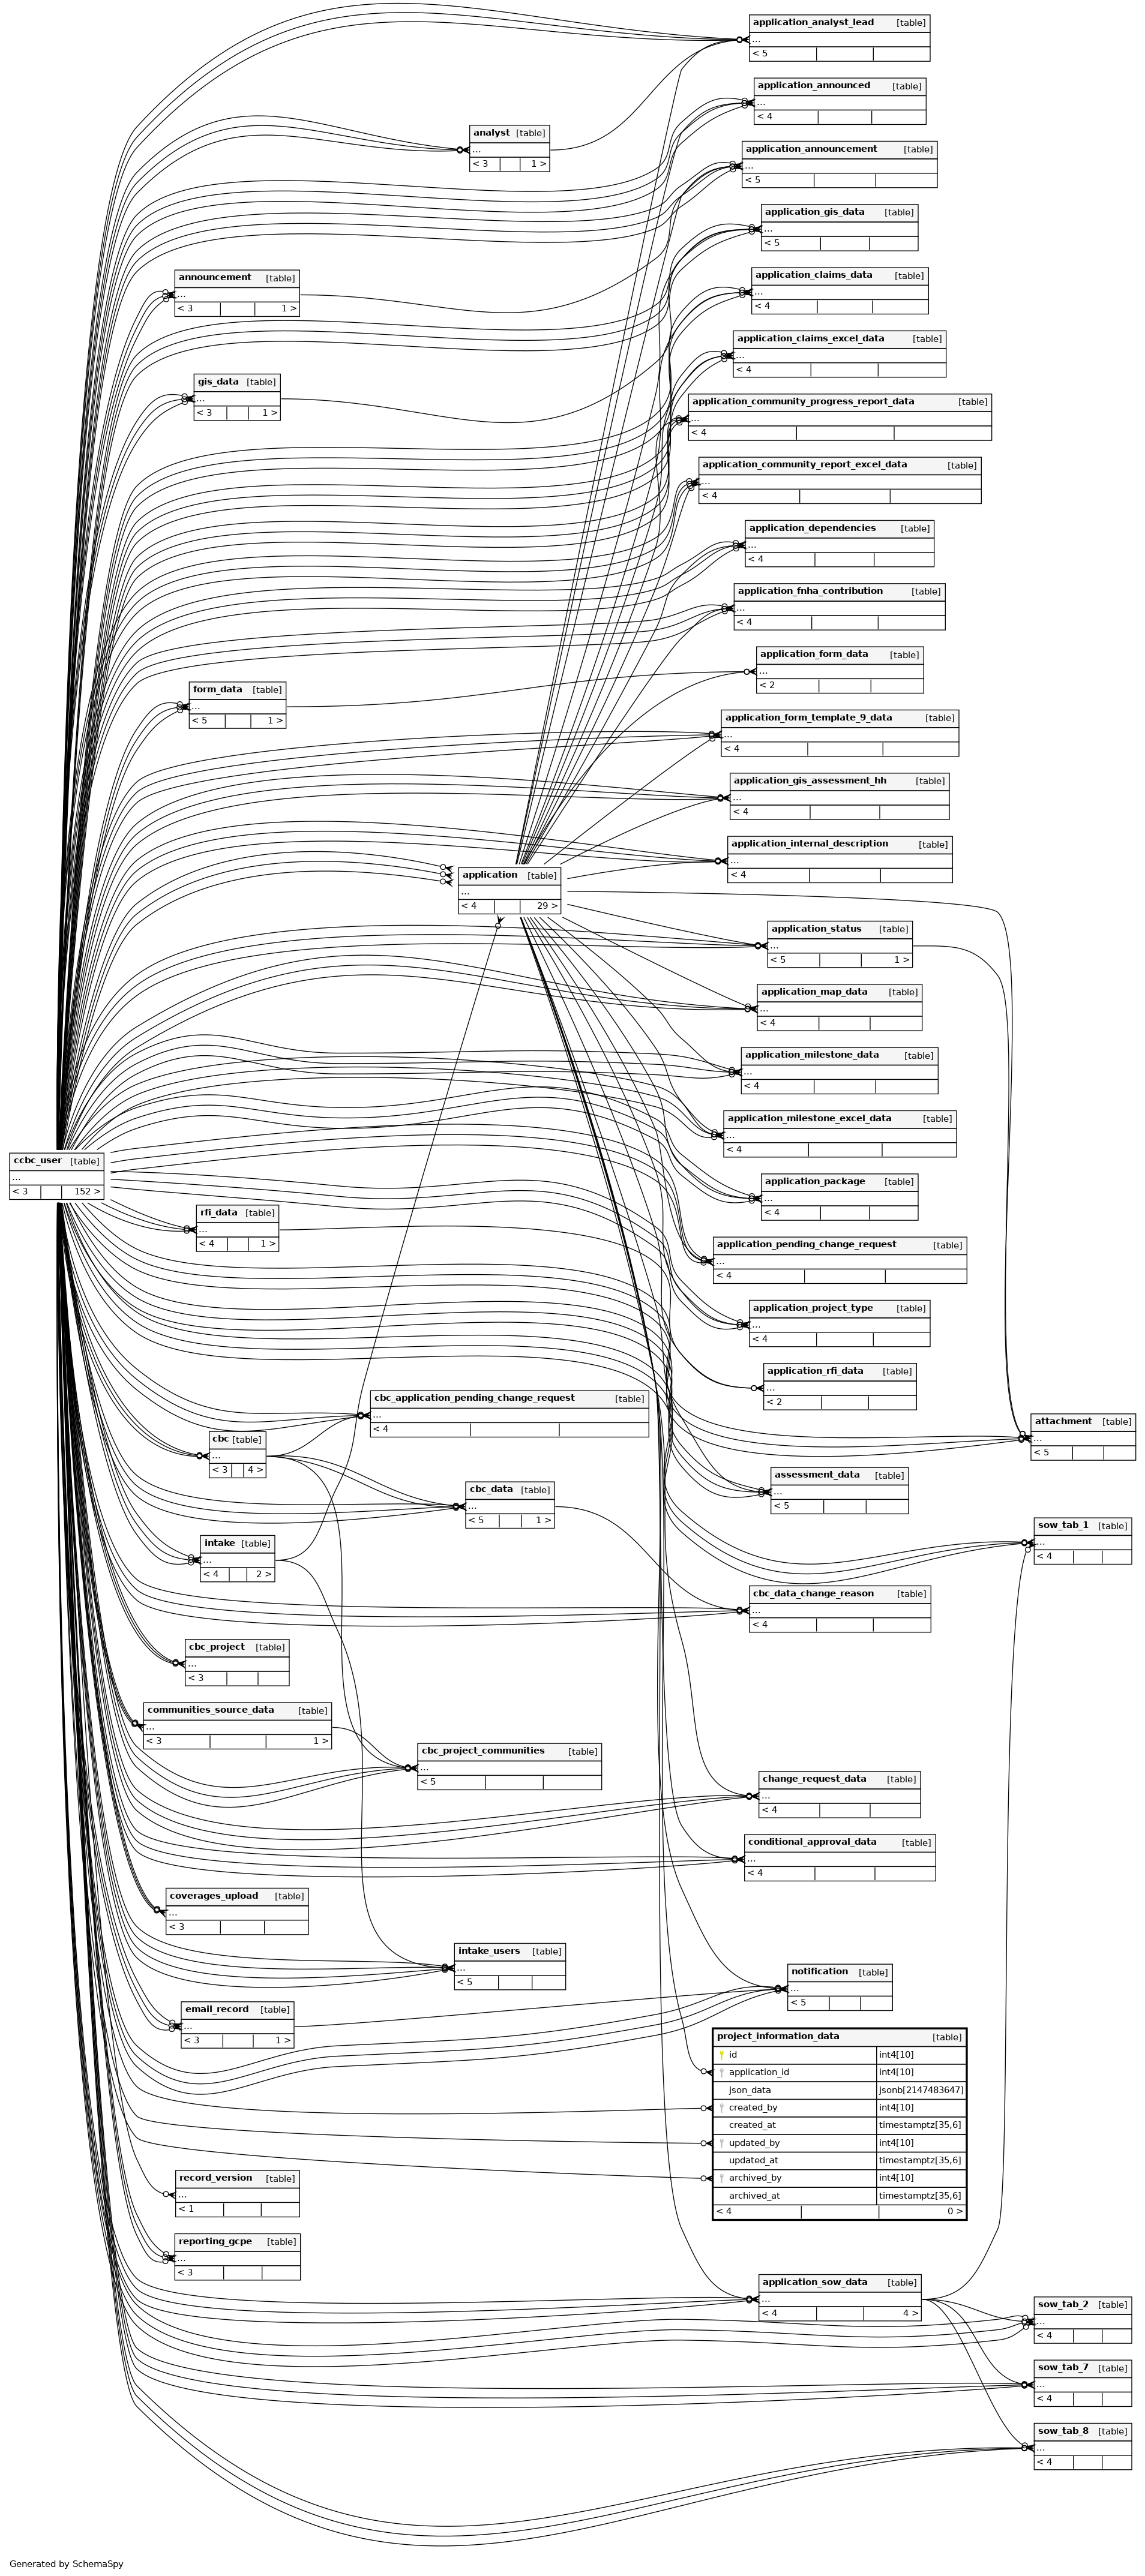 application_analyst_lead [table]
...
< 5
application_announced [table]
...
< 4
analyst [table]
...
< 3 1 >
application_announcement [table]
...
< 5
application_gis_data [table]
...
< 5
announcement [table]
...
< 3 1 >
application_claims_data [table]
...
< 4
application_claims_excel_data [table]
...
< 4
gis_data [table]
...
< 3 1 >
application_community_progress_report_data [table]
...
< 4
application_community_report_excel_data [table]
...
< 4
application_dependencies [table]
...
< 4
application_fnha_contribution [table]
...
< 4
application_form_data [table]
...
< 2
form_data [table]
...
< 5 1 >
application_form_template_9_data [table]
...
< 4
application_gis_assessment_hh [table]
...
< 4
application_internal_description [table]
...
< 4
application [table]
...
< 4 29 >
application_status [table]
...
< 5 1 >
application_map_data [table]
...
< 4
application_milestone_data [table]
...
< 4
application_milestone_excel_data [table]
...
< 4
ccbc_user [table]
...
< 3 152 >
application_package [table]
...
< 4
rfi_data [table]
...
< 4 1 >
application_pending_change_request [table]
...
< 4
application_project_type [table]
...
< 4
application_rfi_data [table]
...
< 2
cbc_application_pending_change_request [table]
...
< 4
attachment [table]
...
< 5
cbc [table]
...
< 3 4 >
assessment_data [table]
...
< 5
cbc_data [table]
...
< 5 1 >
sow_tab_1 [table]
...
< 4
intake [table]
...
< 4 2 >
cbc_data_change_reason [table]
...
< 4
cbc_project [table]
...
< 3
communities_source_data [table]
...
< 3 1 >
cbc_project_communities [table]
...
< 5
change_request_data [table]
...
< 4
conditional_approval_data [table]
...
< 4
coverages_upload [table]
...
< 3
intake_users [table]
...
< 5
notification [table]
...
< 5
email_record [table]
...
< 3 1 >
project_information_data [table]
id int4[10]
application_id int4[10]
json_data jsonb[2147483647]
created_by int4[10]
created_at timestamptz[35,6]
updated_by int4[10]
updated_at timestamptz[35,6]
archived_by int4[10]
archived_at timestamptz[35,6]
< 4 0 >
record_version [table]
...
< 1
reporting_gcpe [table]
...
< 3
application_sow_data [table]
...
< 4 4 >
sow_tab_2 [table]
...
< 4
sow_tab_7 [table]
...
< 4
sow_tab_8 [table]
...
< 4
Generated by SchemaSpy